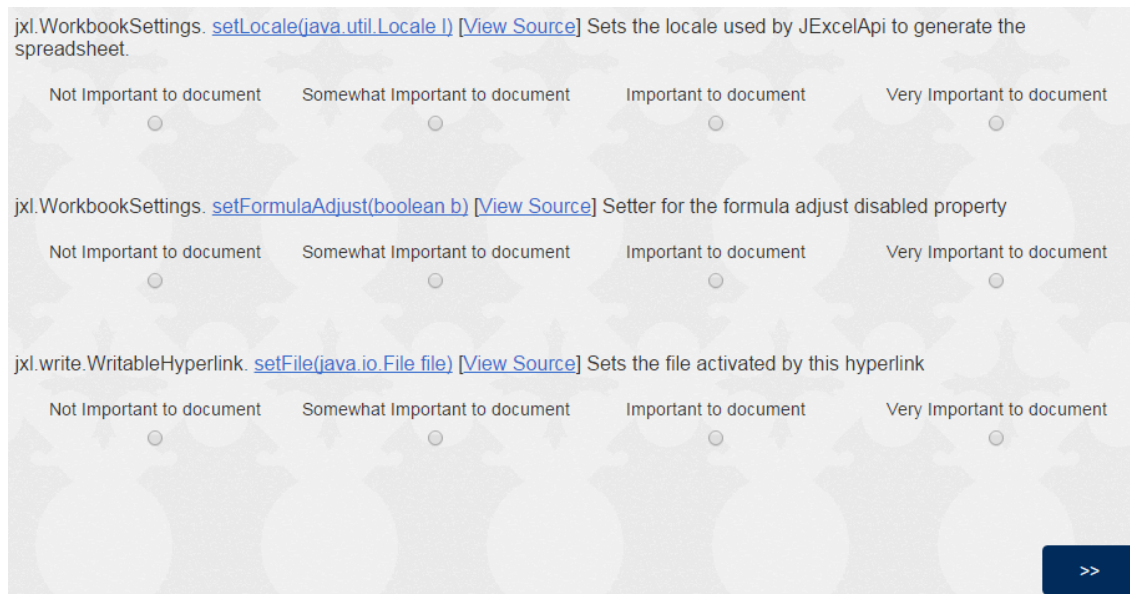 jxl.WorkbookSettings. setLocale(java.util.Locale l) [View Source] Sets the locale used by JExcelApi to generate the
spreadsheet.
Not Important to document Somewhat Important to document Important to document Very Important to document
jxl.WorkbookSettings. setFormulaAdjust(boolean b) [View Source] Setter for the formula adjust disabled property
Not Important to document Somewhat Important to document Important to document Very Important to document
jxl.write.WritableHyperlink. setFile(java.io.File file) [View Source] Sets the file activated by this hyperlink
Not Important to document Somewhat Important to document Important to document Very Important to document
>>